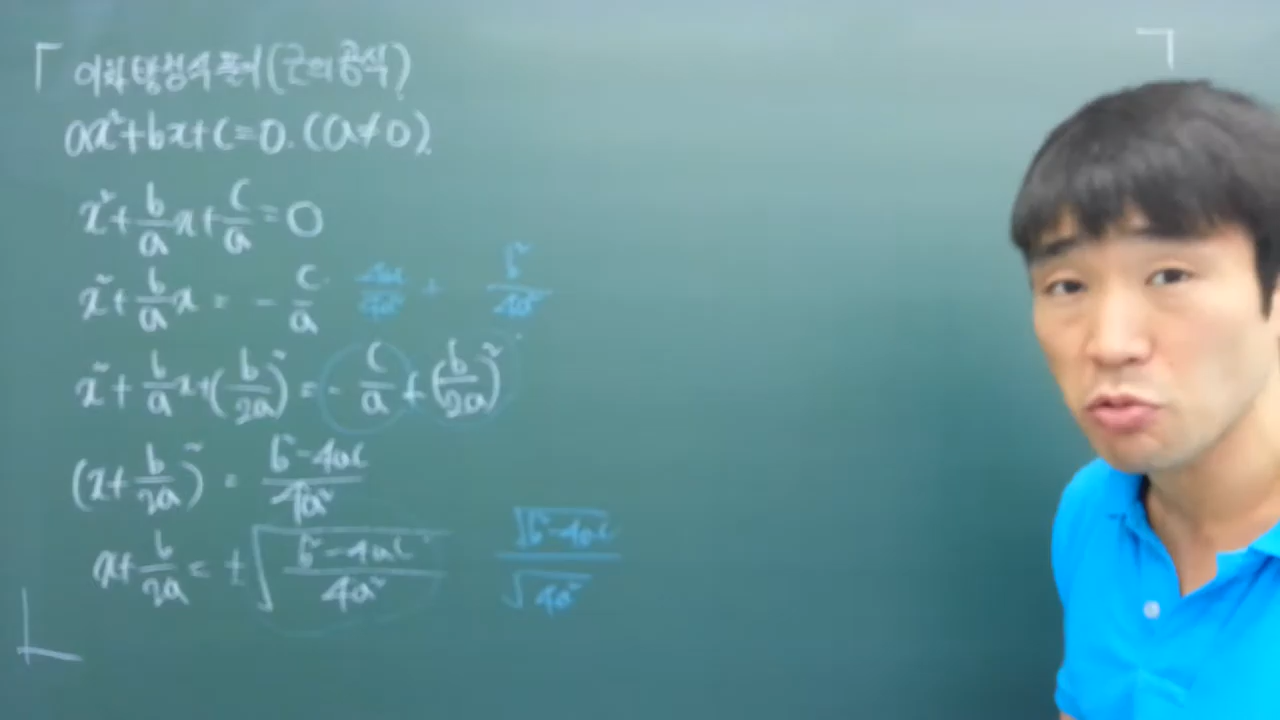 이차방정식 풀이 (근의 공식)
ax²+bx+c=0. (a≠0).
x²+b/a x+c/a=0
x²+b/a x = - c/a 4ac/4a² + b²/4a²
x²+b/a x+(b/2a)² = - c/a + (b/2a)²
(x+b/2a)² = b²-4ac/4a²
x+b/2a = ±√(b²-4ac/4a²) √b²-4ac/√4a²